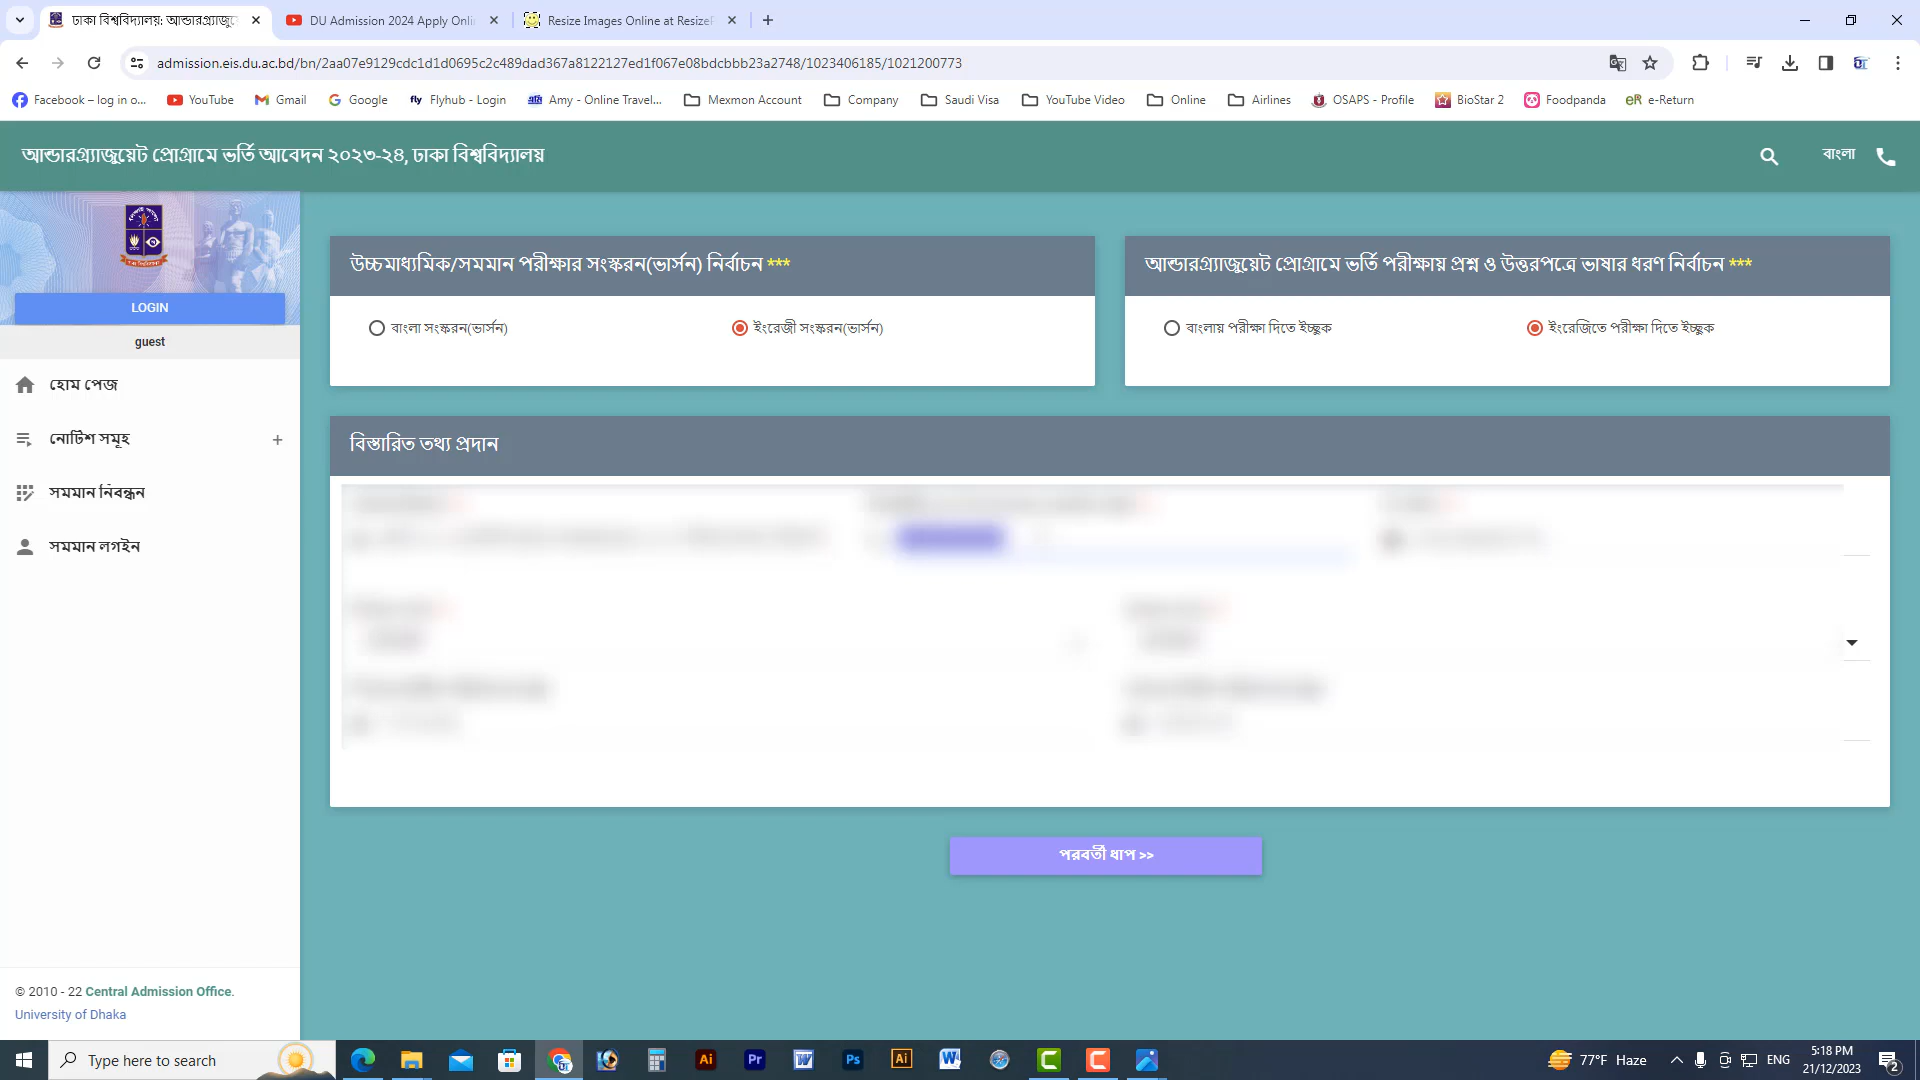 ঢাকা বিশ্ববিদ্যালয়: আন্ডারগ্র্যাজুয়ে
DU Admission 2024 Apply Onli
Resize Images Online at Resize
admission.eis.du.ac.bd/bn/2aa07e9129cdc1d1d0695c2c489dad367a8122127ed1f067e08bdcbbb23a2748/1023406185/1021200773
Facebook – log in o...
YouTube
Gmail
Google
fly Flyhub - Login
Amy - Online Travel...
Mexmon Account
Company
Saudi Visa
YouTube Video
Online
Airlines
OSAPS - Profile
BioStar 2
Foodpanda
eR e-Return
আন্ডারগ্র্যাজুয়েট প্রোগ্রামে ভর্তি আবেদন ২০২৩-২৪, ঢাকা বিশ্ববিদ্যালয়
বাংলা
LOGIN
guest
হোম পেজ
নোটিশ সমূহ
সমমান নিবন্ধন
সমমান লগইন
উচ্চমাধ্যমিক/সমমান পরীক্ষার সংস্করন(ভার্সন) নির্বাচন ***
বাংলা সংস্করন(ভার্সন)
ইংরেজী সংস্করন(ভার্সন)
আন্ডারগ্র্যাজুয়েট প্রোগ্রামে ভর্তি পরীক্ষায় প্রশ্ন ও উত্তরপত্রে ভাষার ধরণ নির্বাচন ***
বাংলায় পরীক্ষা দিতে ইচ্ছুক
ইংরেজিতে পরীক্ষা দিতে ইচ্ছুক
বিস্তারিত তথ্য প্রদান
পরবর্তী ধাপ >>
© 2010 - 22 Central Admission Office.
University of Dhaka
Type here to search
77°F Haze
ENG
5:18 PM
21/12/2023
2